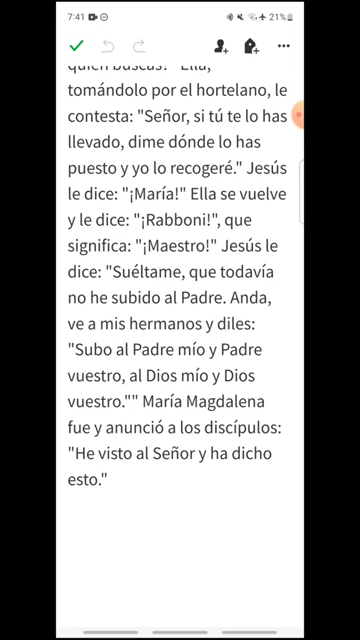 7:41
21%
quién buscas?" Ella,
tomándolo por el hortelano, le
contesta: "Señor, si tú te lo has
llevado, dime dónde lo has
puesto y yo lo recogeré." Jesús
le dice: "¡María!" Ella se vuelve
y le dice: "¡Rabboni!", que
significa: "¡Maestro!" Jesús le
dice: "Suéltame, que todavía
no he subido al Padre. Anda,
ve a mis hermanos y diles:
"Subo al Padre mío y Padre
vuestro, al Dios mío y Dios
vuestro."" María Magdalena
fue y anunció a los discípulos:
"He visto al Señor y ha dicho
esto."